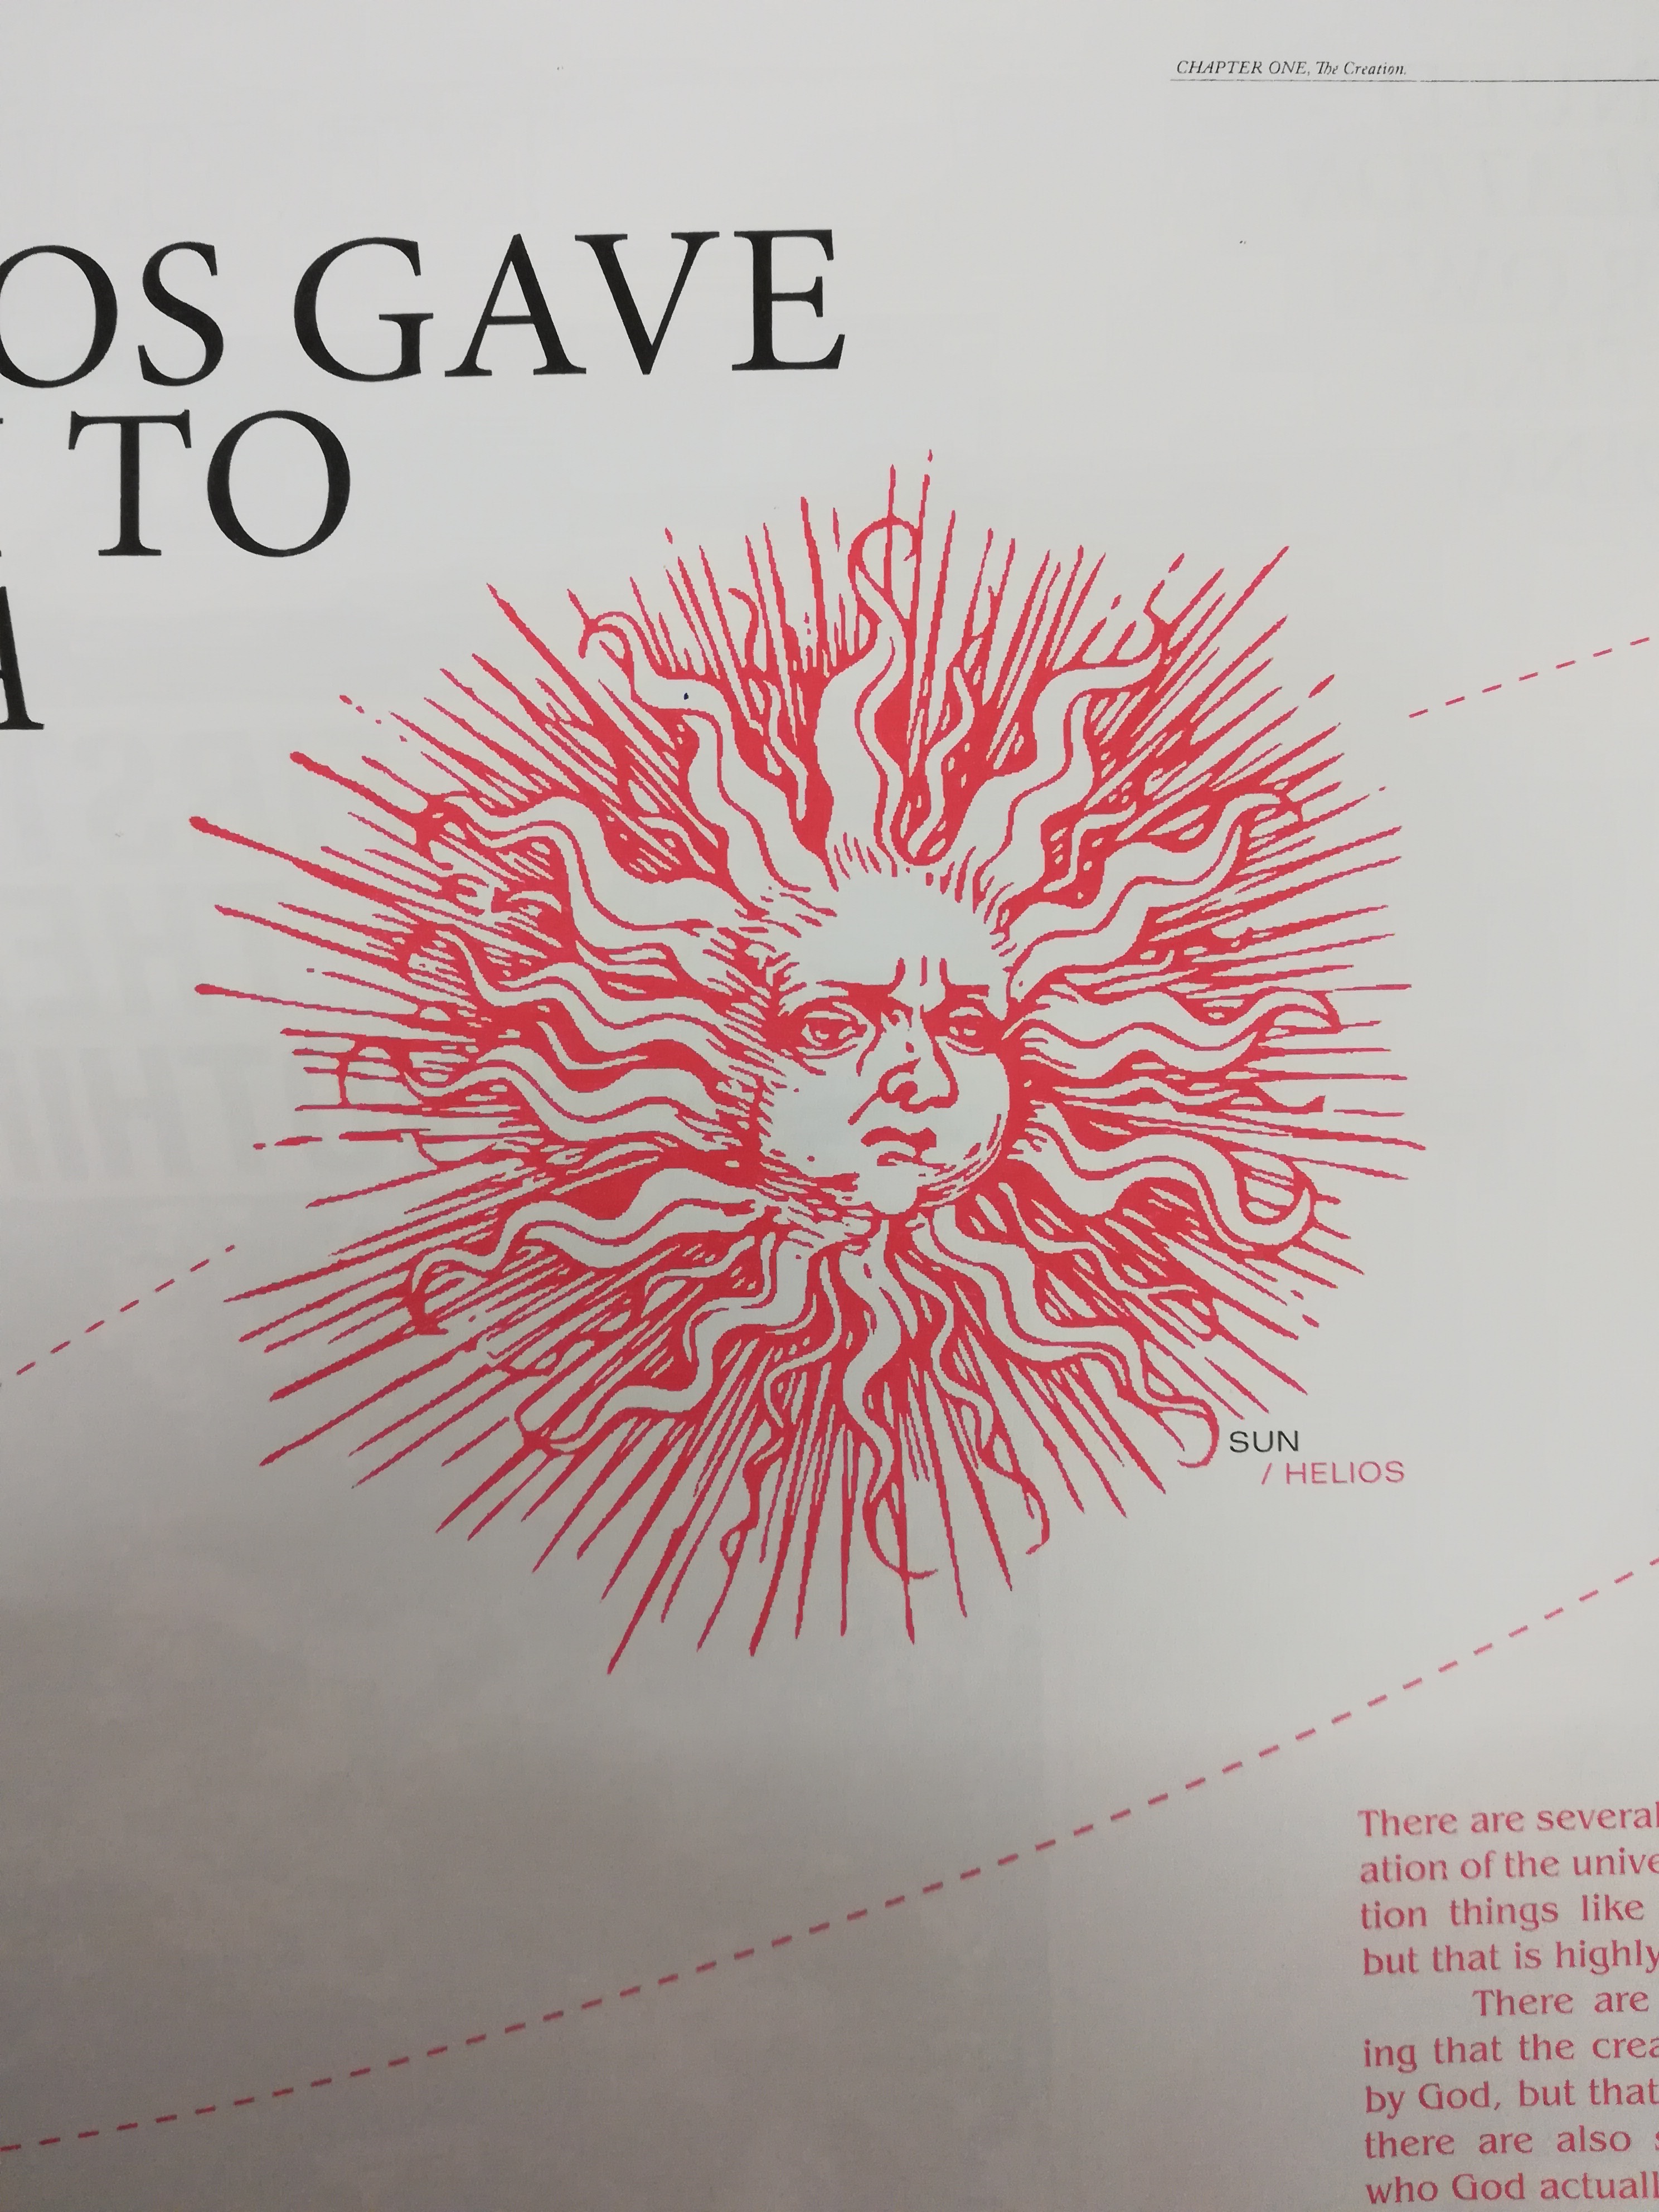 CHAPTER ONE, The Creation.
OS GAVE
TO
A
SUN
/ HELIOS
There are several
ation of the unive
tion things like
but that is highly
There are
ing that the crea
by God, but that
there are also s
who God actuall